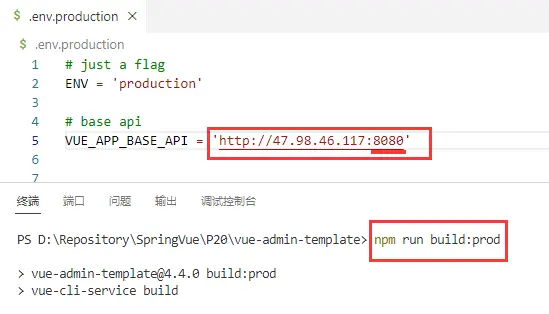 .env.production ×
$ .env.production
1 # just a flag
2 ENV = 'production'
3
4 # base api
5 VUE_APP_BASE_API = 'http://47.98.46.117:8080'
6
7
终端 端口 问题 输出 调试控制台
PS D:\Repository\SpringVue\P20\vue-admin-template> npm run build:prod
> vue-admin-template@4.4.0 build:prod
> vue-cli-service build